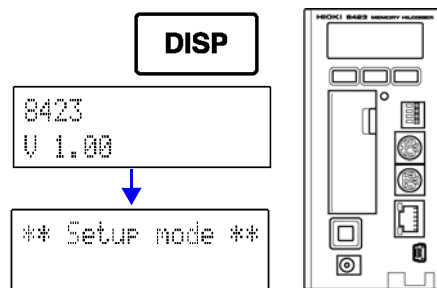 DISP
8423
V 1.00
** Setup mode **
HIOKI 8423 MEMORY HiLOGGER